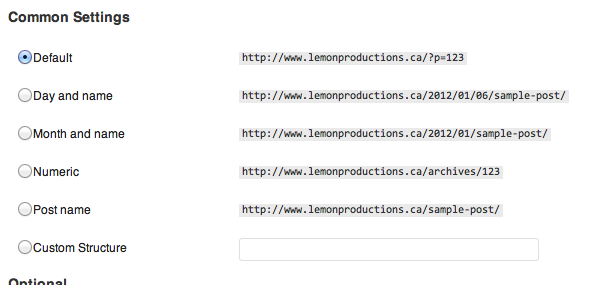 Common Settings
Default http://www.lemonproductions.ca/?p=123
Day and name http://www.lemonproductions.ca/2012/01/06/sample-post/
Month and name http://www.lemonproductions.ca/2012/01/sample-post/
Numeric http://www.lemonproductions.ca/archives/123
Post name http://www.lemonproductions.ca/sample-post/
Custom Structure
Optional